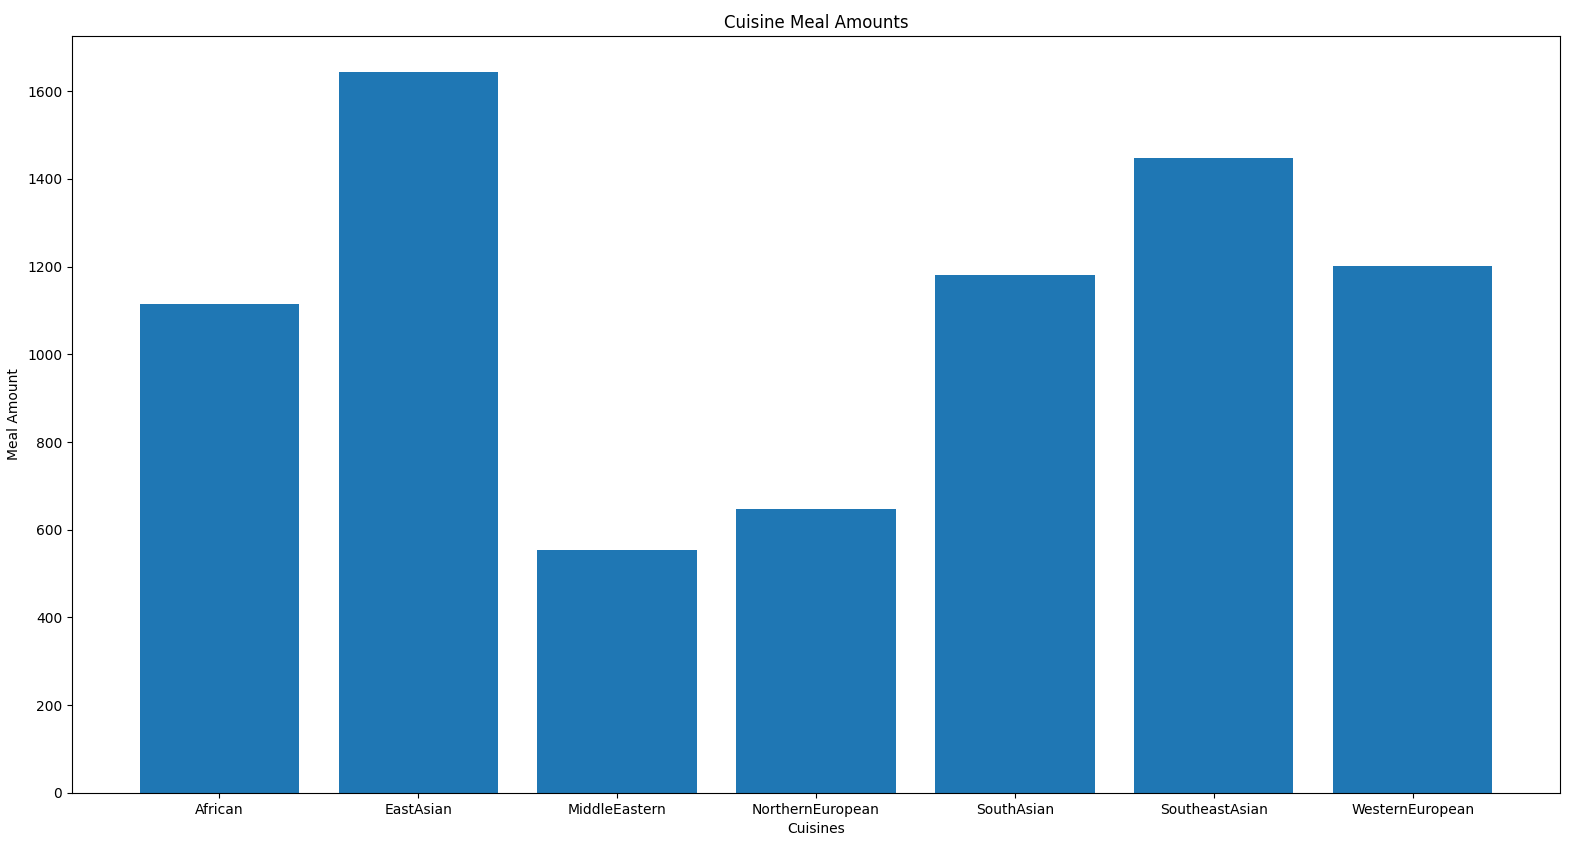 Cuisine Meal Amounts
1600
1400
1200
1000
800
600
400
200
0
Meal Amount
African EastAsian MiddleEastern NorthernEuropean SouthAsian SoutheastAsian WesternEuropean
Cuisines